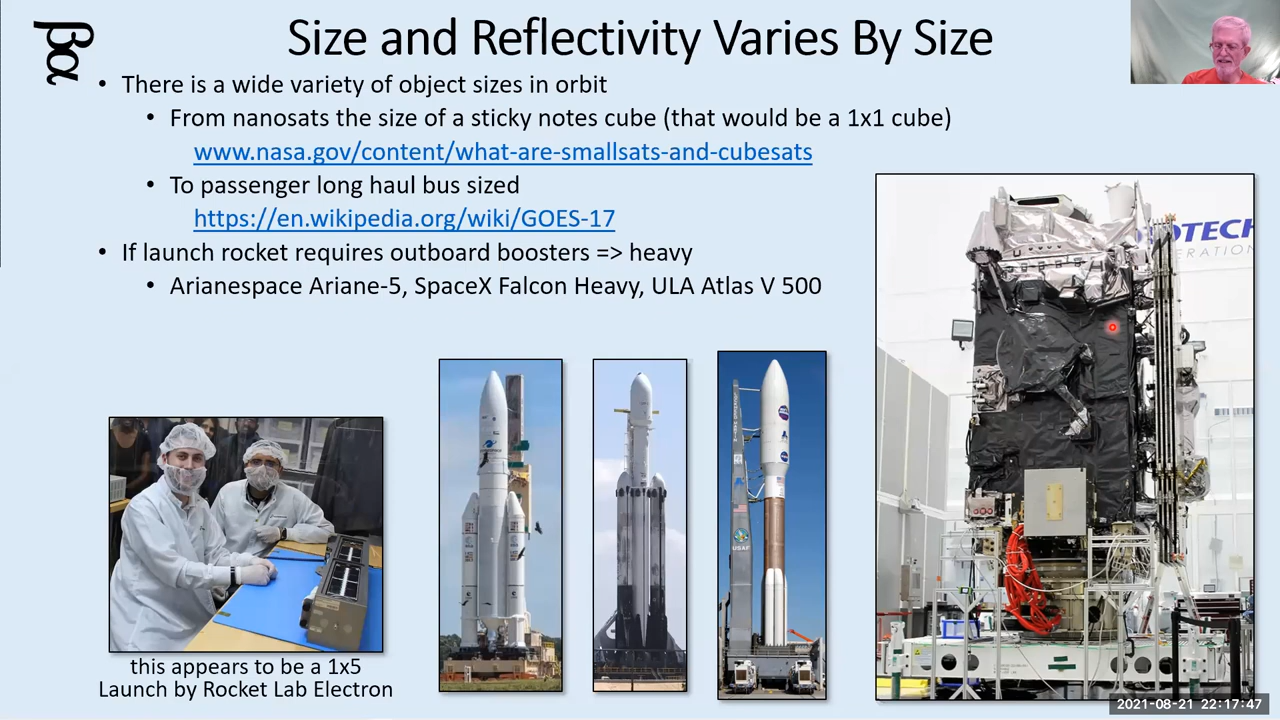 βα
Size and Reflectivity Varies By Size
• There is a wide variety of object sizes in orbit
• From nanosats the size of a sticky notes cube (that would be a 1x1 cube)
www.nasa.gov/content/what-are-smallsats-and-cubesats
• To passenger long haul bus sized
https://en.wikipedia.org/wiki/GOES-17
• If launch rocket requires outboard boosters => heavy
• Arianespace Ariane-5, SpaceX Falcon Heavy, ULA Atlas V 500
OTECH
ERATION
USAF
this appears to be a 1x5
Launch by Rocket Lab Electron
2021-08-21 22:17:47